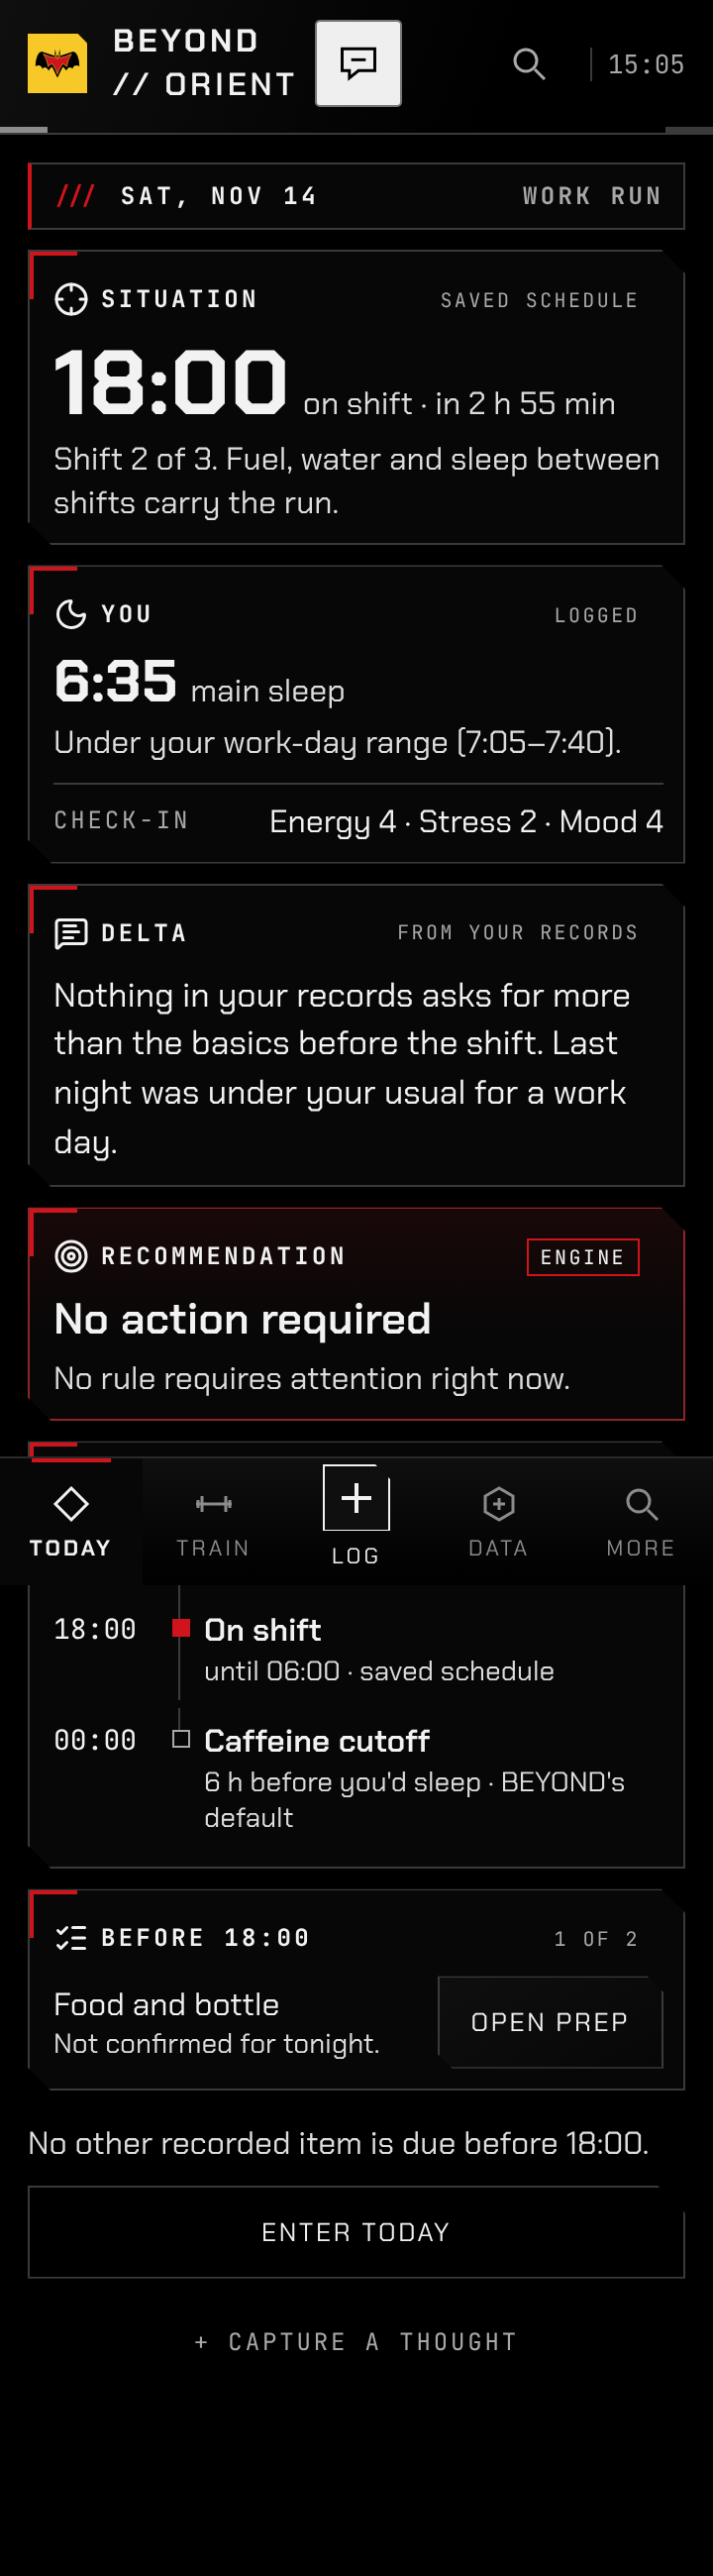 BEYOND
// ORIENT
15:05
/// SAT, NOV 14
WORK RUN
SITUATION
SAVED SCHEDULE
18:00 on shift · in 2 h 55 min
Shift 2 of 3. Fuel, water and sleep between
shifts carry the run.
YOU
LOGGED
6:35 main sleep
Under your work-day range (7:05–7:40).
CHECK-IN
Energy 4 · Stress 2 · Mood 4
DELTA
FROM YOUR RECORDS
Nothing in your records asks for more
than the basics before the shift. Last
night was under your usual for a work
day.
RECOMMENDATION
ENGINE
No action required
No rule requires attention right now.
TODAY
TRAIN
LOG
DATA
MORE
18:00
On shift
until 06:00 · saved schedule
00:00
Caffeine cutoff
6 h before you'd sleep · BEYOND's
default
BEFORE 18:00
1 OF 2
Food and bottle
Not confirmed for tonight.
OPEN PREP
No other recorded item is due before 18:00.
ENTER TODAY
+ CAPTURE A THOUGHT